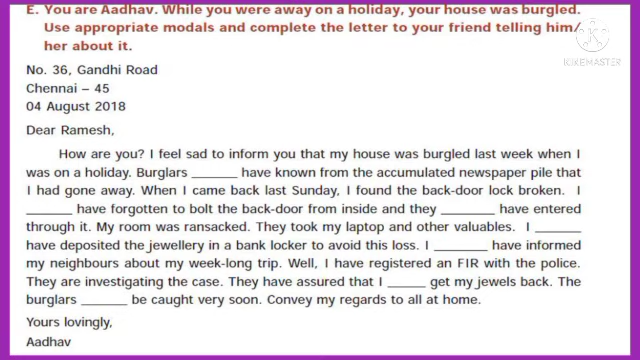 E. You are Aadhav. While you were away on a holiday, your house was burgled.
Use appropriate modals and complete the letter to your friend telling him/
her about it.
KINEMASTER
No. 36, Gandhi Road
Chennai – 45
04 August 2018
Dear Ramesh,
How are you? I feel sad to inform you that my house was burgled last week when I
was on a holiday. Burglars ______ have known from the accumulated newspaper pile that
I had gone away. When I came back last Sunday, I found the back-door lock broken. I
______ have forgotten to bolt the back-door from inside and they _______ have entered
through it. My room was ransacked. They took my laptop and other valuables. I ______
have deposited the jewellery in a bank locker to avoid this loss. I _______ have informed
my neighbours about my week-long trip. Well, I have registered an FIR with the police.
They are investigating the case. They have assured that I _____ get my jewels back. The
burglars ______ be caught very soon. Convey my regards to all at home.
Yours lovingly,
Aadhav